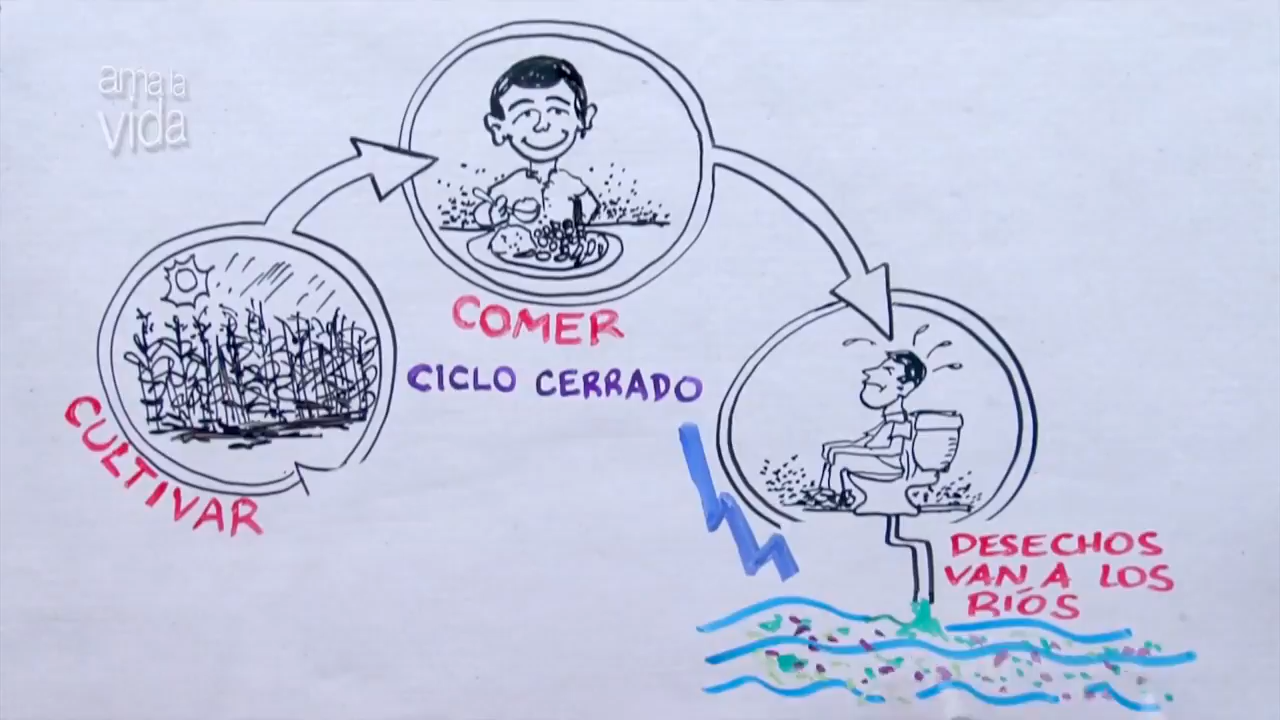 ama la
vida
COMER
CICLO CERRADO
CULTIVAR
DESECHOS
VAN A LOS
RÍOS